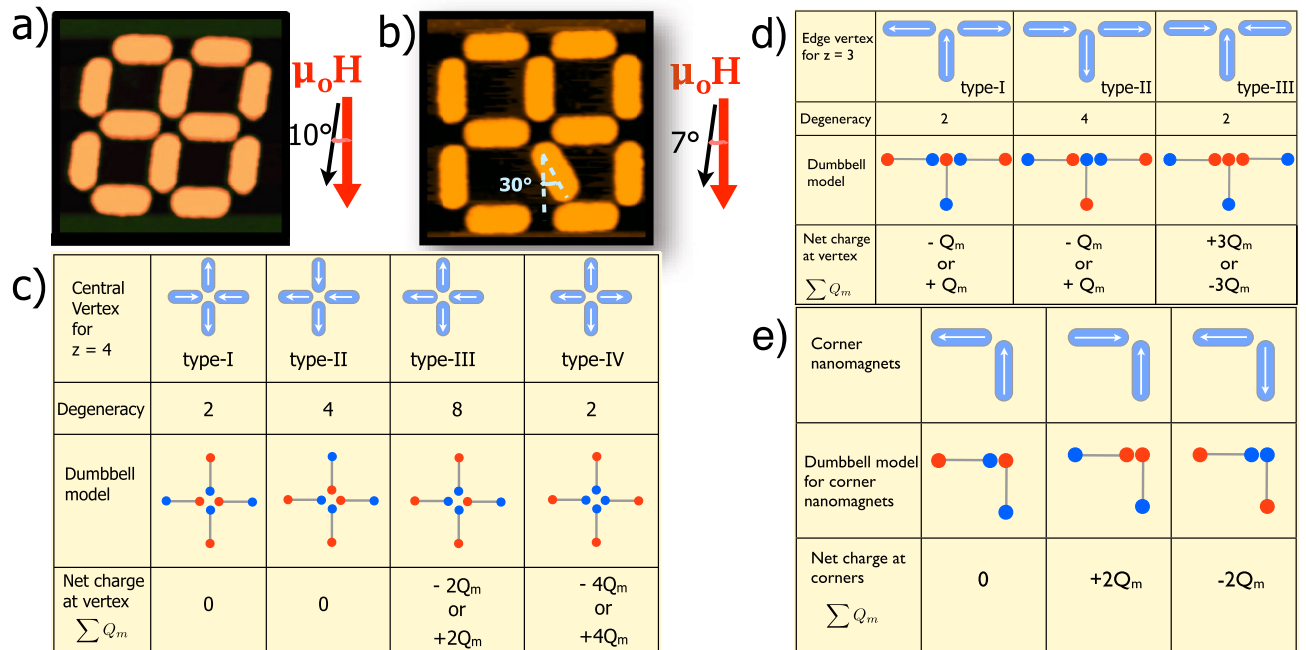 a)
μₒH
10°
b)
μₒH
7°
30°
c)
Central
Vertex
for
z = 4
type-I
type-II
type-III
type-IV
Degeneracy
2
4
8
2
Dumbbell
model
Net charge
at vertex
∑ Qₘ
0
0
- 2Qₘ
or
+2Qₘ
- 4Qₘ
or
+4Qₘ
d)
Edge vertex
for z = 3
type-I
type-II
type-III
Degeneracy
2
4
2
Dumbbell
model
Net charge
at vertex
∑ Qₘ
- Qₘ
or
+ Qₘ
- Qₘ
or
+ Qₘ
+3Qₘ
or
-3Qₘ
e)
Corner
nanomagnets
Dumbbell model
for corner
nanomagnets
Net charge at
corners
∑ Qₘ
0
+2Qₘ
-2Qₘ